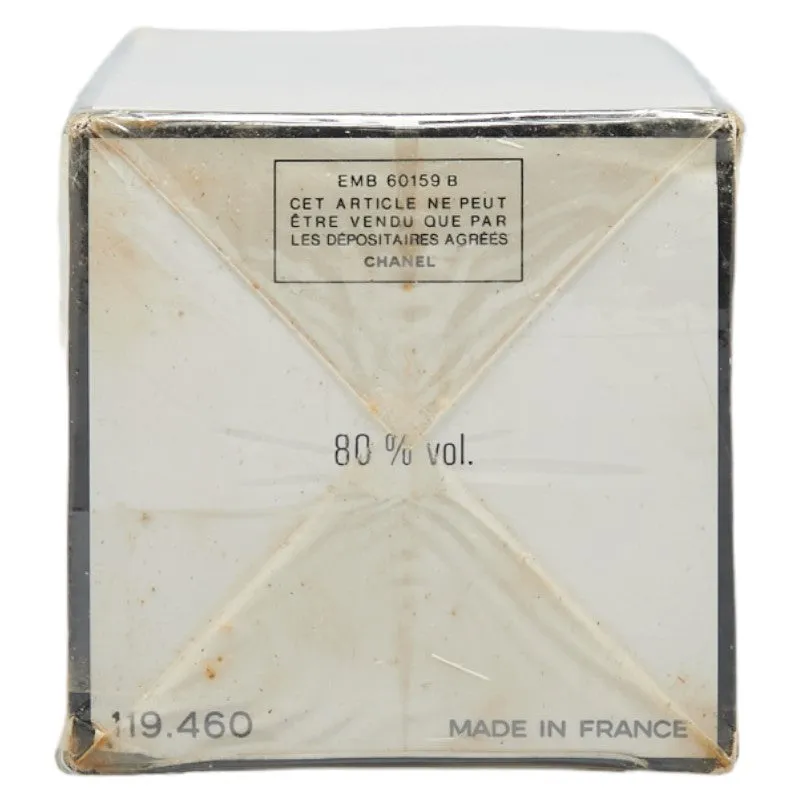 EMB 60159 B
CET ARTICLE NE PEUT
ÊTRE VENDU QUE PAR
LES DÉPOSITAIRES AGRÉÉS
CHANEL
80 % vol.
119.460
MADE IN FRANCE